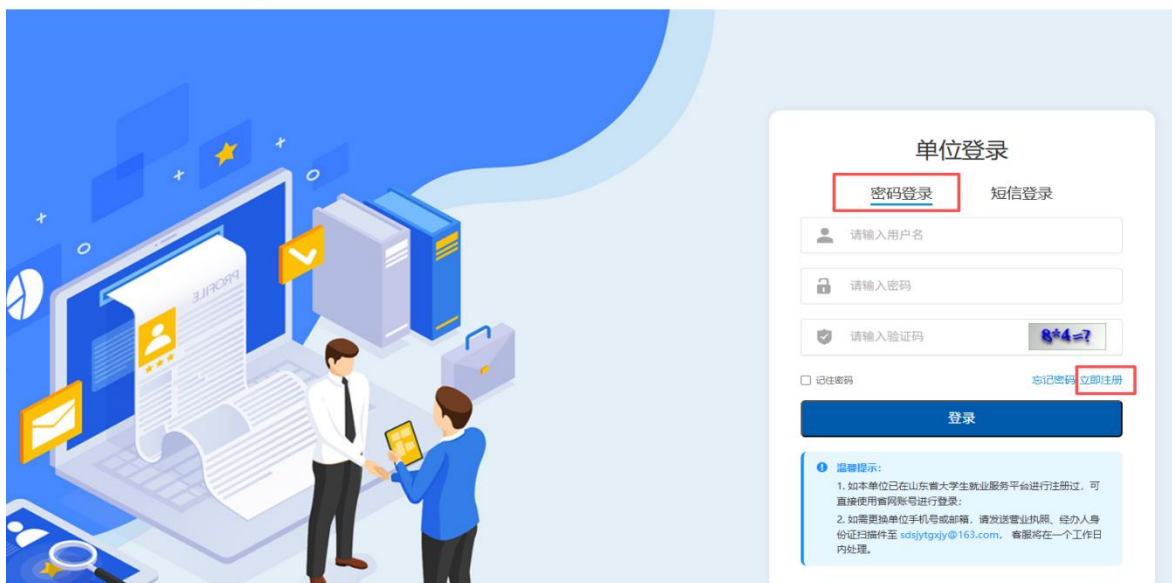 单位登录
密码登录 短信登录
请输入用户名
请输入密码
请输入验证码 8*4=?
记住密码 忘记密码 立即注册
登录
温馨提示：
1. 如本单位已在山东省大学生就业服务平台进行注册过，可
直接使用省网账号进行登录；
2. 如需更换单位手机号或邮箱，请发送营业执照、经办人身
份证扫描件至 sdsjytgxjy@163.com， 客服将在一个工作日
内处理。
PROFILE